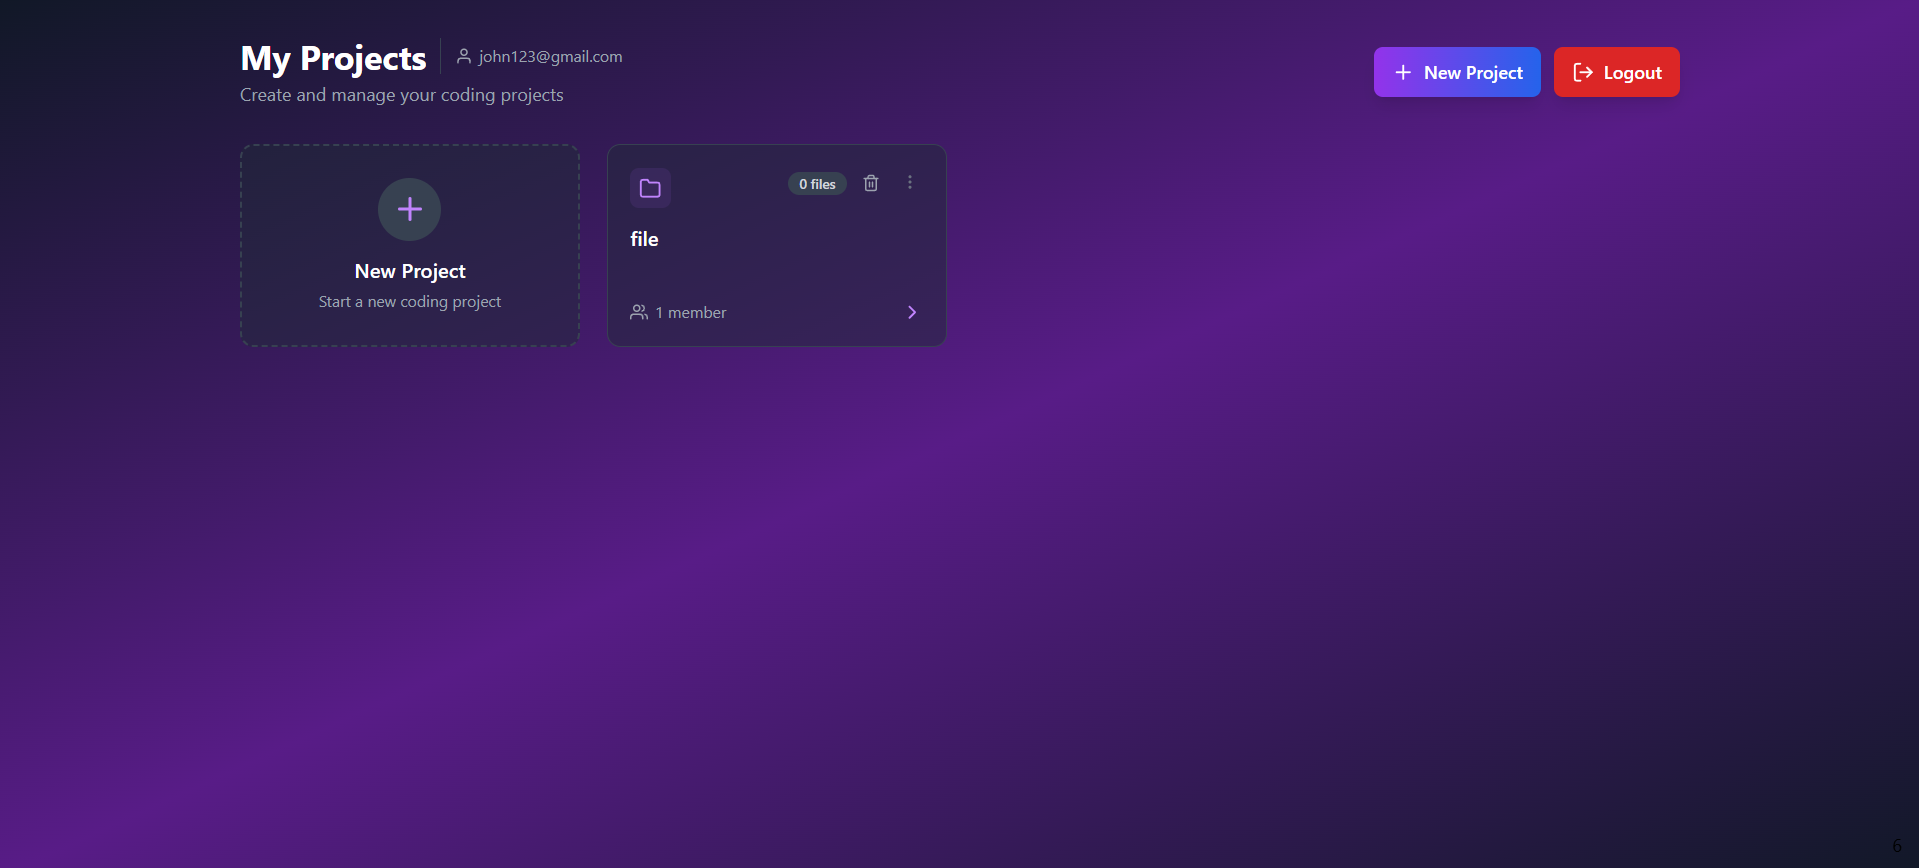 My Projects
john123@gmail.com
Create and manage your coding projects
New Project
Logout
New Project
Start a new coding project
0 files
file
1 member
6